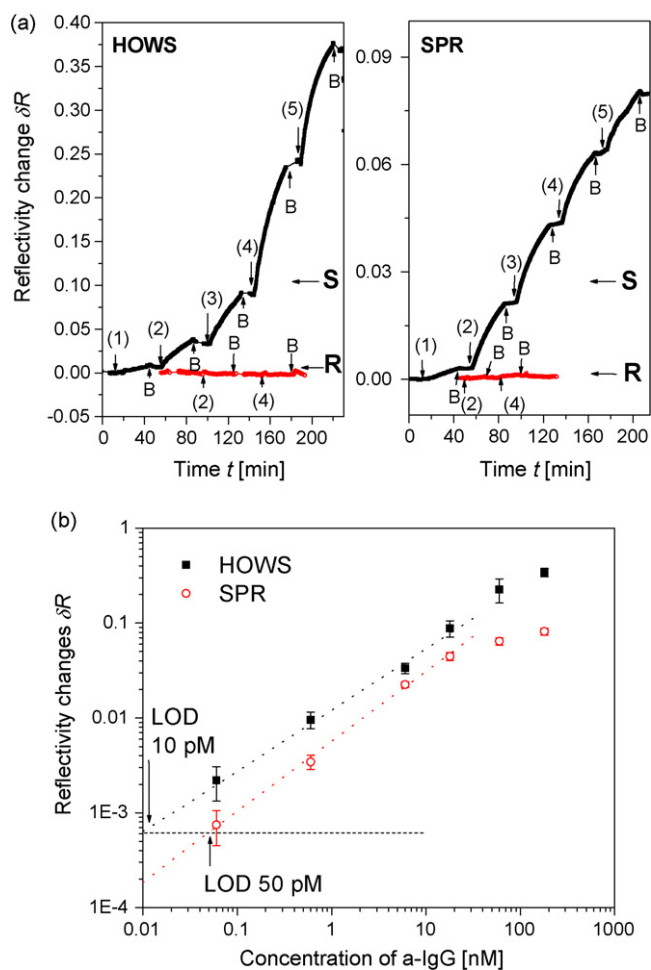 (a)
HOWS
SPR
Reflectivity change δR
0.40
0.35
0.30
0.25
0.20
0.15
0.10
0.05
0.00
-0.05
(1)
(2)
(3)
(4)
(5)
B
B
B
B
B
S
R
B
B
B
(2)
(4)
0 40 80 120 160 200
Time t [min]
0.09
0.06
0.03
0.00
(1)
(2)
(3)
(4)
(5)
B
B
B
B
B
S
R
B
B
(2)
(4)
0 40 80 120 160 200
Time t [min]
(b)
Reflectivity changes δR
1
0.1
0.01
1E-3
1E-4
HOWS
SPR
LOD
10 pM
LOD 50 pM
0.01 0.1 1 10 100 1000
Concentration of a-IgG [nM]